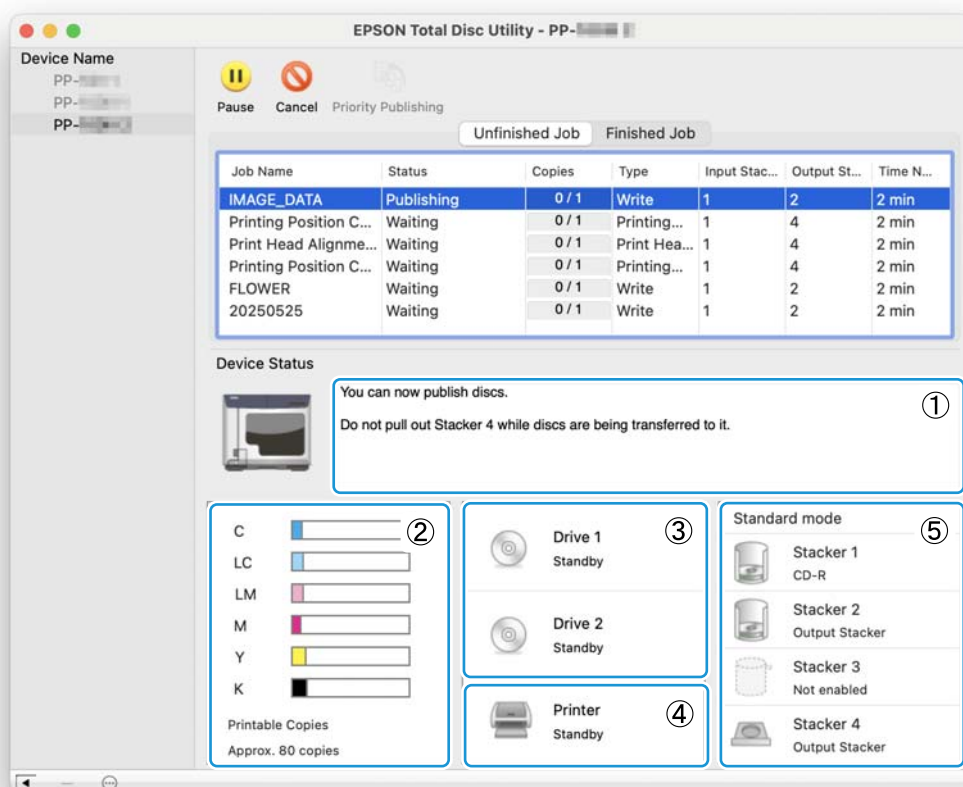 EPSON Total Disc Utility - PP-
Device Name
PP-
PP-
PP-
Pause Cancel Priority Publishing
Unfinished Job Finished Job
Job Name Status Copies Type Input Stac... Output St... Time N...
IMAGE_DATA Publishing 0 / 1 Write 1 2 2 min
Printing Position C... Waiting 0 / 1 Printing... 1 4 2 min
Print Head Alignme... Waiting 0 / 1 Print Hea... 1 4 2 min
Printing Position C... Waiting 0 / 1 Printing... 1 4 2 min
FLOWER Waiting 0 / 1 Write 1 2 2 min
20250525 Waiting 0 / 1 Write 1 2 2 min
Device Status
You can now publish discs.
①
Do not pull out Stacker 4 while discs are being transferred to it.
C
②
LC
LM
M
Y
K
Printable Copies
Approx. 80 copies
Drive 1
③
Standby
Drive 2
Standby
Printer
④
Standby
Standard mode
⑤
Stacker 1
CD-R
Stacker 2
Output Stacker
Stacker 3
Not enabled
Stacker 4
Output Stacker